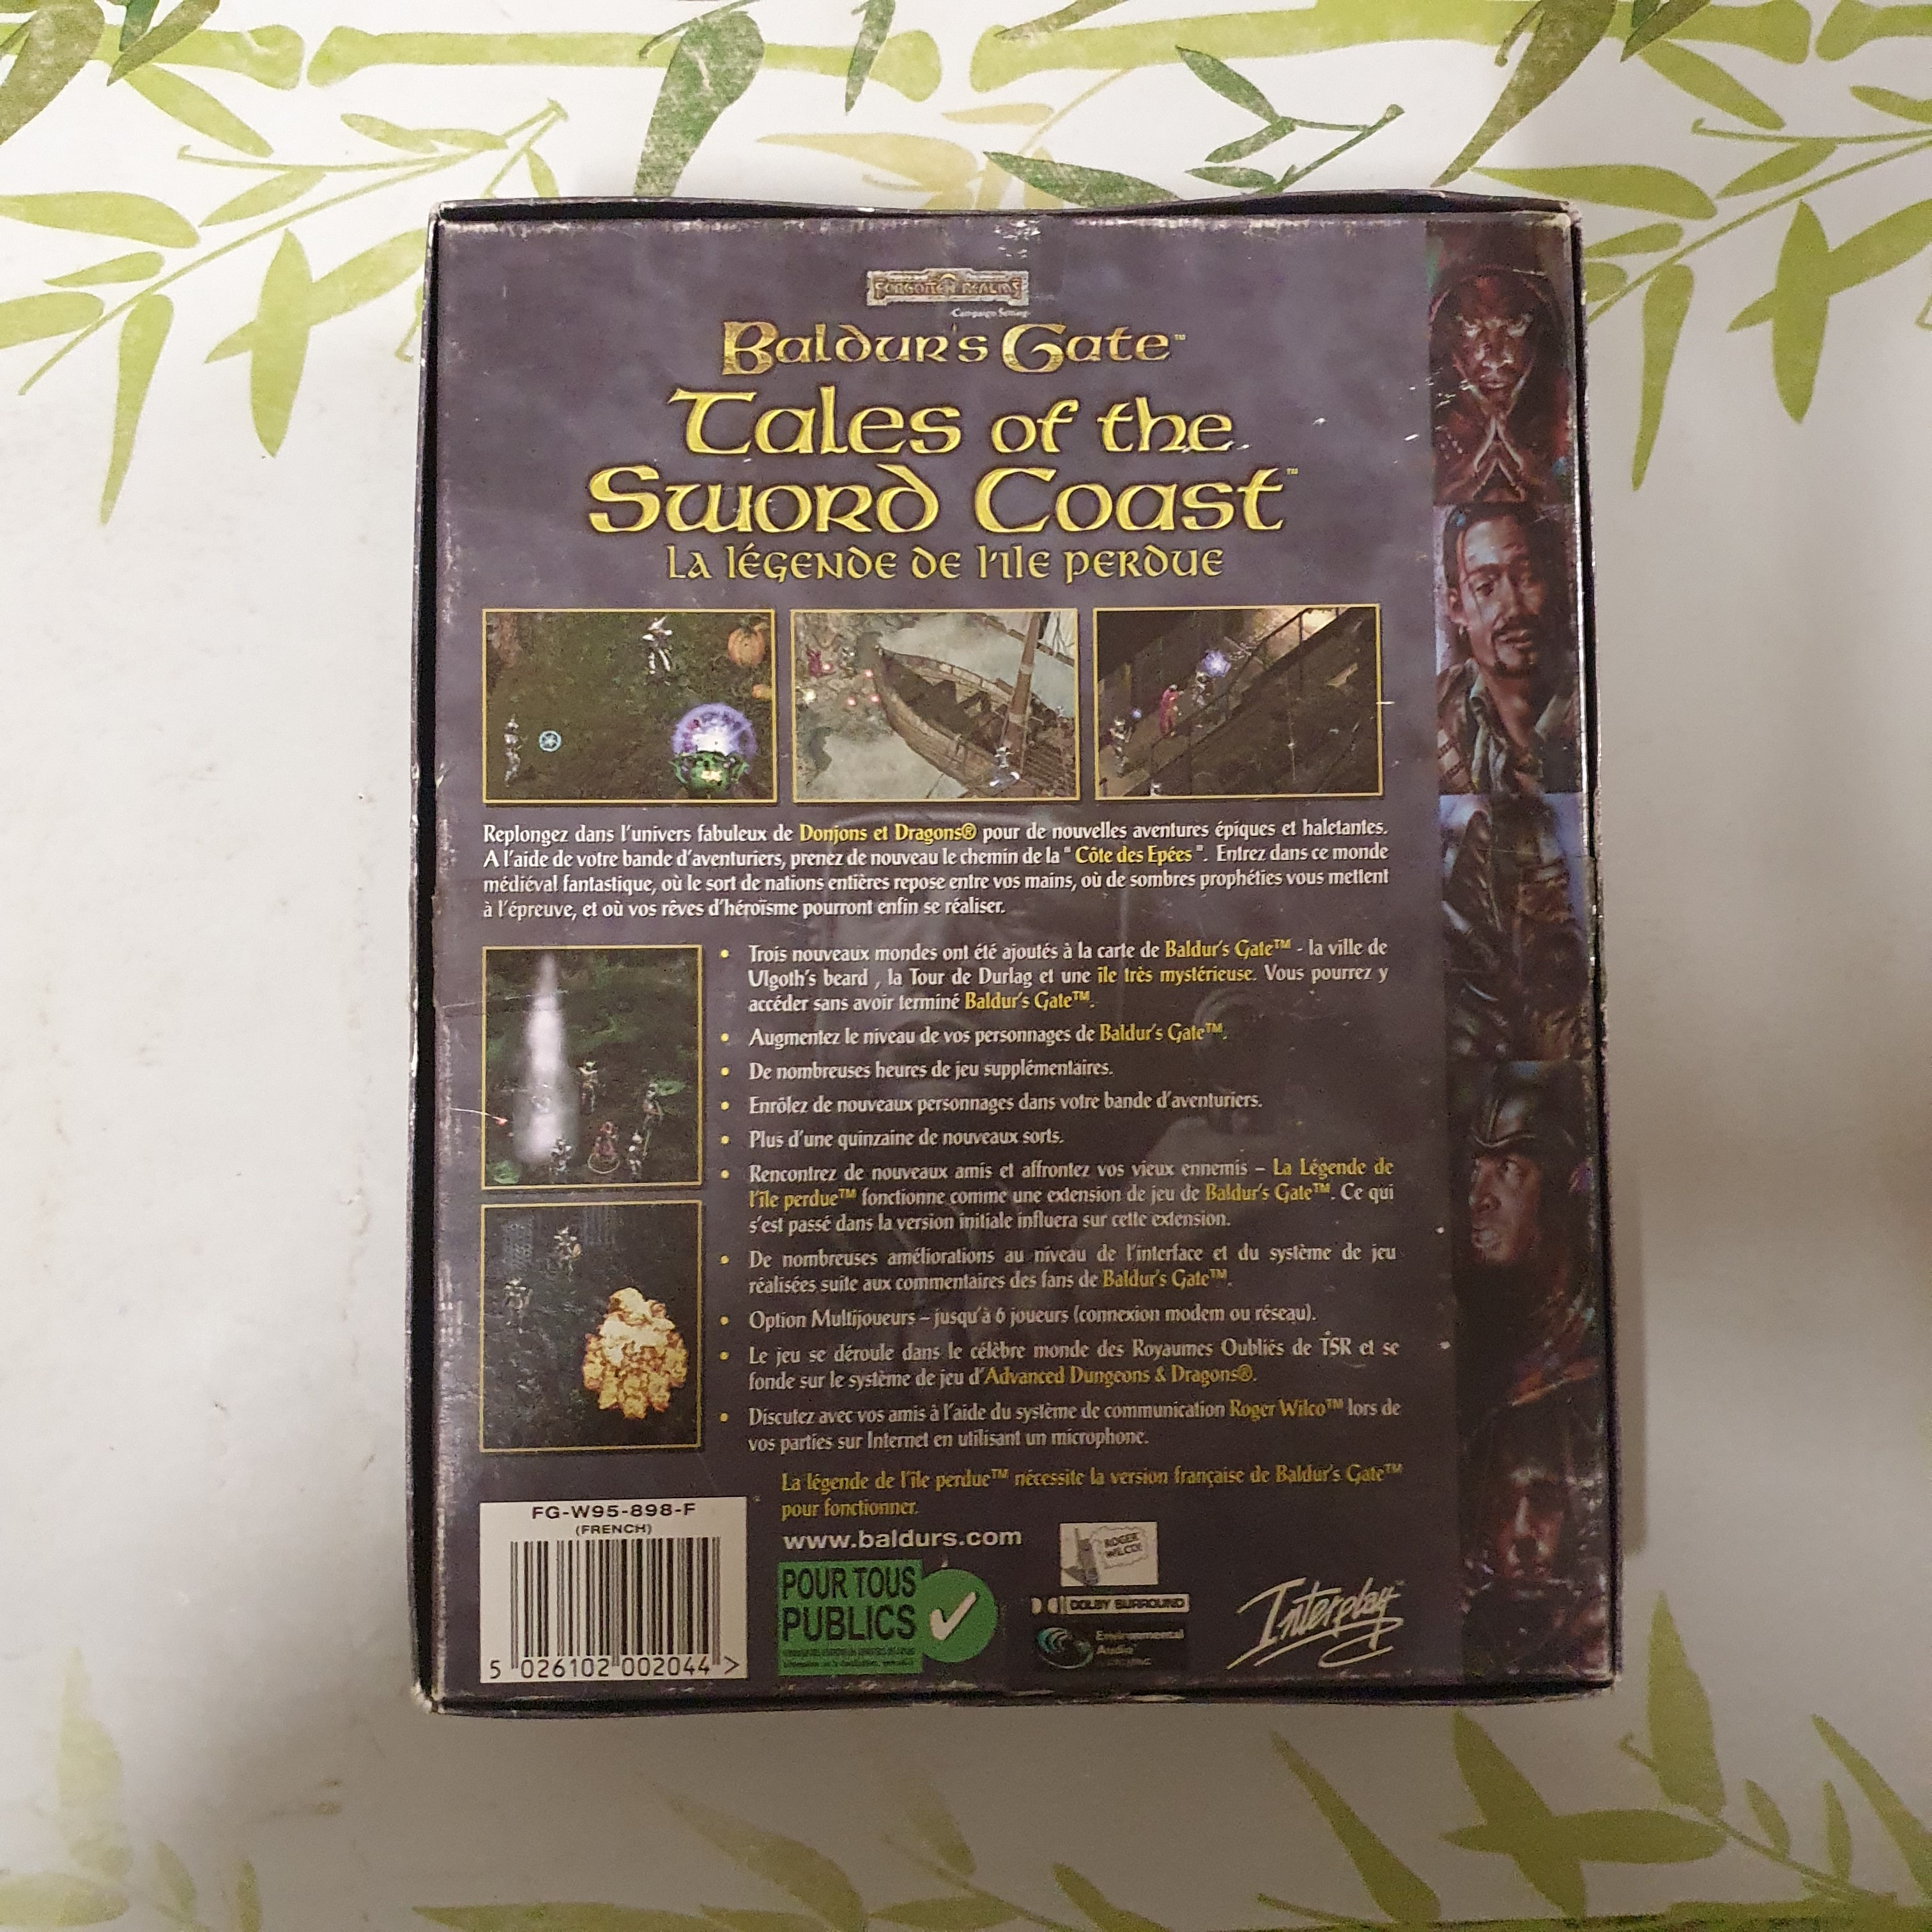 FORGOTTEN REALMS
Campaign Setting
Baldur's Gate™
Tales of the
Sword Coast™
La légende de l'île perdue
Replongez dans l'univers fabuleux de Donjons et Dragons® pour de nouvelles aventures épiques et haletantes.
A l'aide de votre bande d'aventuriers, prenez de nouveau le chemin de la " Côte des Epées ". Entrez dans ce monde
médiéval fantastique, où le sort de nations entières repose entre vos mains, où de sombres prophéties vous mettent
à l'épreuve, et où vos rêves d'héroïsme pourront enfin se réaliser.
• Trois nouveaux mondes ont été ajoutés à la carte de Baldur's Gate™ - la ville de
Ulgoth's beard , la Tour de Durlag et une île très mystérieuse. Vous pourrez y
accéder sans avoir terminé Baldur's Gate™.
• Augmentez le niveau de vos personnages de Baldur's Gate™.
• De nombreuses heures de jeu supplémentaires.
• Enrôlez de nouveaux personnages dans votre bande d'aventuriers.
• Plus d'une quinzaine de nouveaux sorts.
• Rencontrez de nouveaux amis et affrontez vos vieux ennemis – La Légende de
l'île perdue™ fonctionne comme une extension de jeu de Baldur's Gate™. Ce qui
s'est passé dans la version initiale influera sur cette extension.
• De nombreuses améliorations au niveau de l'interface et du système de jeu
réalisées suite aux commentaires des fans de Baldur's Gate™.
• Option Multijoueurs – jusqu'à 6 joueurs (connexion modem ou réseau).
• Le jeu se déroule dans le célèbre monde des Royaumes Oubliés de TSR et se
fonde sur le système de jeu d'Advanced Dungeons & Dragons®.
• Discutez avec vos amis à l'aide du système de communication Roger Wilco™ lors de
vos parties sur Internet en utilisant un microphone.
La légende de l'île perdue™ nécessite la version française de Baldur's Gate™
pour fonctionner.
FG-W95-898-F
(FRENCH)
5 026102 002044 >
www.baldurs.com
ROGER
WILCO!
POUR TOUS
PUBLICS
DOLBY SURROUND
Environmental
Audio™
Interplay™